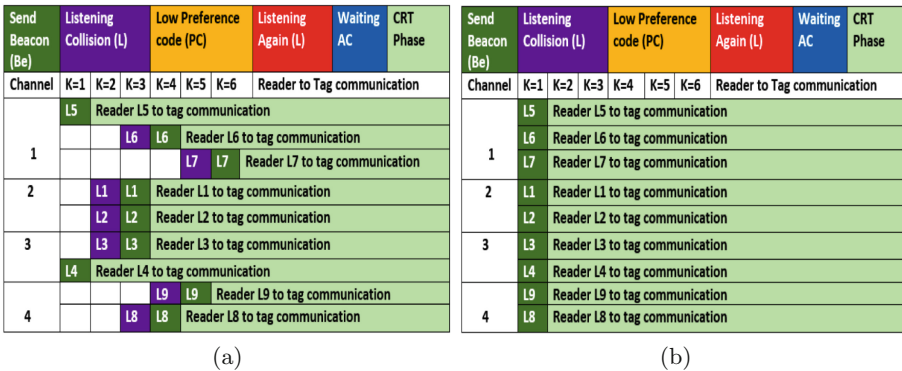 Send Beacon (Be) Listening Collision (L) Low Preference code (PC) Listening Again (L) Waiting AC CRT Phase
Channel K=1 K=2 K=3 K=4 K=5 K=6 Reader to Tag communication
L5 Reader L5 to tag communication
1 L6 L6 Reader L6 to tag communication
L7 L7 Reader L7 to tag communication
2 L1 L1 Reader L1 to tag communication
L2 L2 Reader L2 to tag communication
3 L3 L3 Reader L3 to tag communication
L4 Reader L4 to tag communication
L9 L9 Reader L9 to tag communication
4 L8 L8 Reader L8 to tag communication
(a)
Send Beacon (Be) Listening Collision (L) Low Preference code (PC) Listening Again (L) Waiting AC CRT Phase
Channel K=1 K=2 K=3 K=4 K=5 K=6 Reader to Tag communication
L5 Reader L5 to tag communication
L6 Reader L6 to tag communication
1 L7 Reader L7 to tag communication
2 L1 Reader L1 to tag communication
L2 Reader L2 to tag communication
3 L3 Reader L3 to tag communication
L4 Reader L4 to tag communication
L9 Reader L9 to tag communication
4 L8 Reader L8 to tag communication
(b)